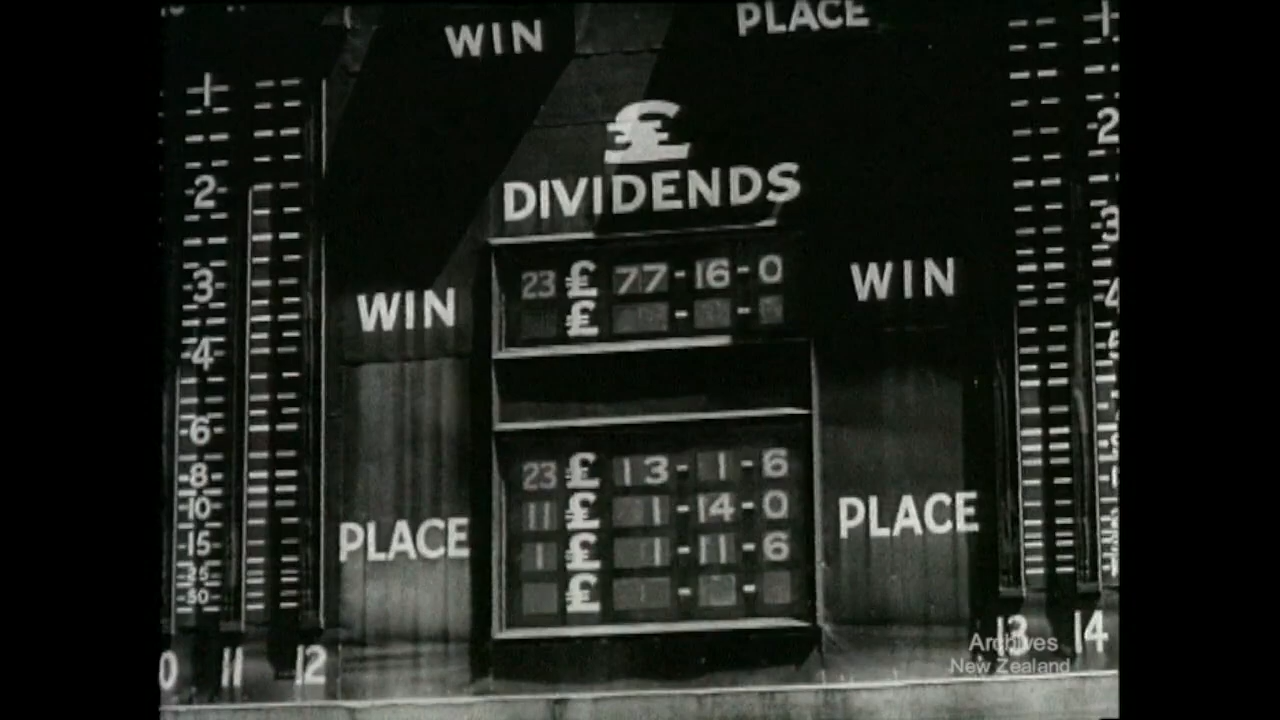 WIN PLACE
£
DIVIDENDS
23 £ 77-16-0
£ - -
WIN WIN
23 £ 13-1-6
11 £ 1-14-0
1 £ 1-11-6
£ - -
PLACE PLACE
+
-2-
-3-
-4-
-6-
-8-
-10-
-15-
-25-
-50-
+
-2
3
4
0 11 12 13 14
Archives
New Zealand